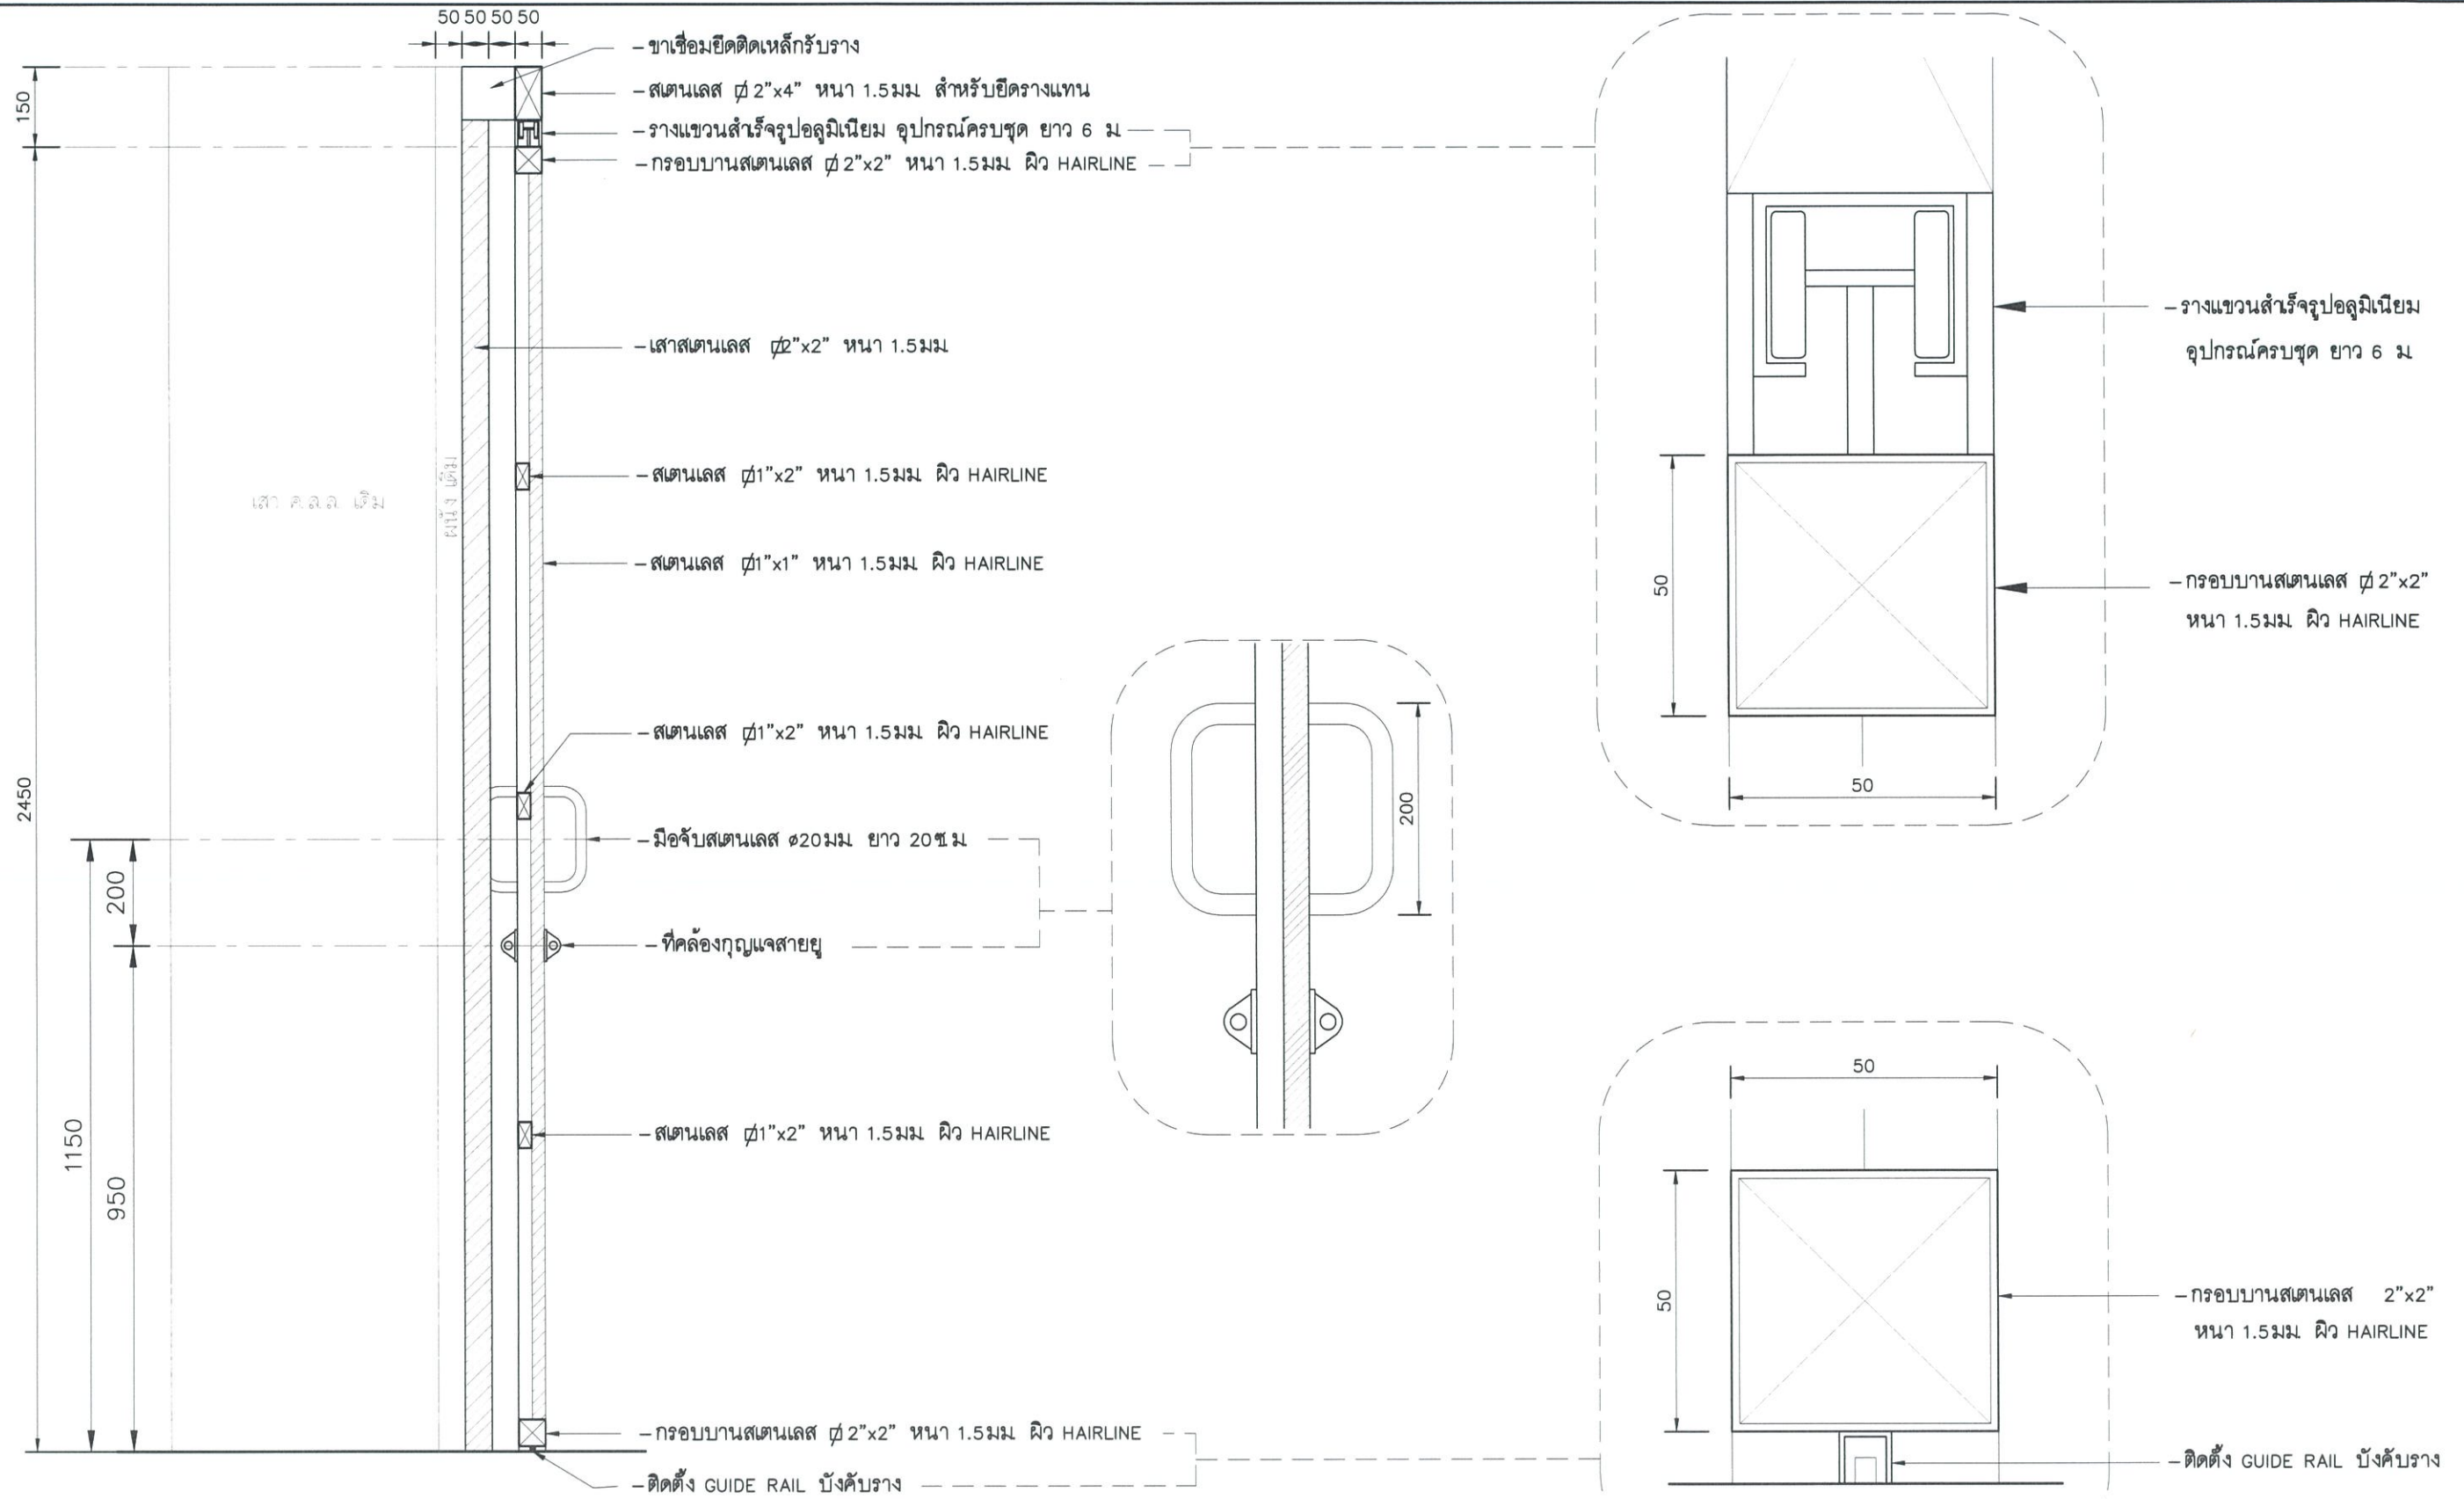 50 50 50 50
-ขาเชื่อมยึดติดเหล็กรับราง
150
-สเตนเลส 2"x4" หนา 1.5มม. สำหรับยึดรางแทน
-รางแขวนสำเร็จรูปอลูมิเนียม อุปกรณ์ครบชุด ยาว 6 ม.
-กรอบบานสเตนเลส 2"x2" หนา 1.5มม. ผิว HAIRLINE
-เสาสเตนเลส 2"x2" หนา 1.5มม.
-สเตนเลส 1"x2" หนา 1.5มม. ผิว HAIRLINE
เสา ค.ส.ล. เดิม
ผนัง เดิม
-สเตนเลส 1"x1" หนา 1.5มม. ผิว HAIRLINE
-สเตนเลส 1"x2" หนา 1.5มม. ผิว HAIRLINE
2450
-มือจับสเตนเลส ø20มม. ยาว 20ซ.ม.
200
-ที่คล้องกุญแจสายยู
1150
950
-สเตนเลส 1"x2" หนา 1.5มม. ผิว HAIRLINE
-กรอบบานสเตนเลส 2"x2" หนา 1.5มม. ผิว HAIRLINE
-ติดตั้ง GUIDE RAIL บังคับราง
200
-รางแขวนสำเร็จรูปอลูมิเนียม
อุปกรณ์ครบชุด ยาว 6 ม.
50
-กรอบบานสเตนเลส 2"x2"
หนา 1.5มม. ผิว HAIRLINE
50
50
50
-กรอบบานสเตนเลส 2"x2"
หนา 1.5มม. ผิว HAIRLINE
-ติดตั้ง GUIDE RAIL บังคับราง